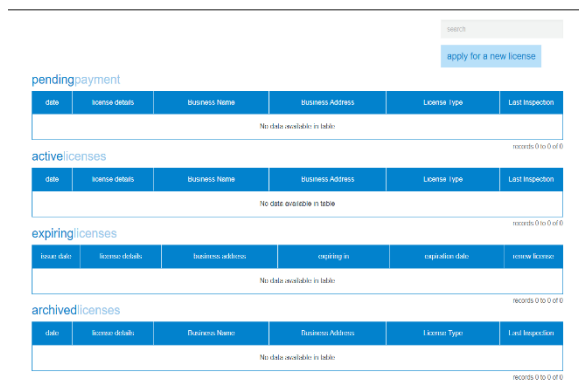 search
apply for a new license
pendingpayment
date license details Business Name Business Address License Type Last Inspection
No data available in table
records 0 to 0 of 0
activelicenses
date license details Business Name Business Address License Type Last Inspection
No data available in table
records 0 to 0 of 0
expiringlicenses
issue date license details business address expiring in expiration date renew license
No data available in table
records 0 to 0 of 0
archivedlicenses
date license details Business Name Business Address License Type Last Inspection
No data available in table
records 0 to 0 of 0